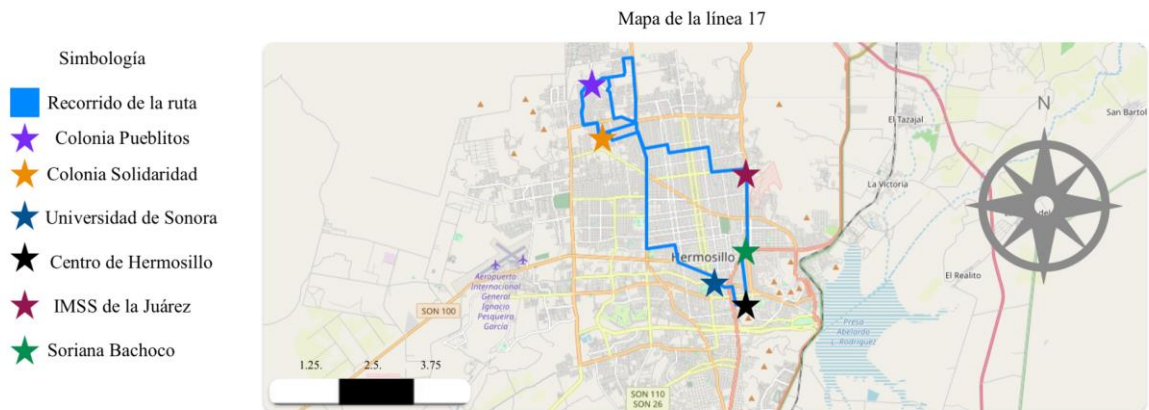 Mapa de la línea 17
Simbología
Recorrido de la ruta
Colonia Pueblitos
Colonia Solidaridad
Universidad de Sonora
Centro de Hermosillo
IMSS de la Juárez
Soriana Bachoco
N
San Bartol
El Tazajal
La Victoria
Hermosillo
El Realito
Aeropuerto
Internacional
General
Ignacio
Pesqueira
García
SON 100
Presa
Abelardo
L. Rodríguez
1.25. 2.5. 3.75
SON 110
SON 26